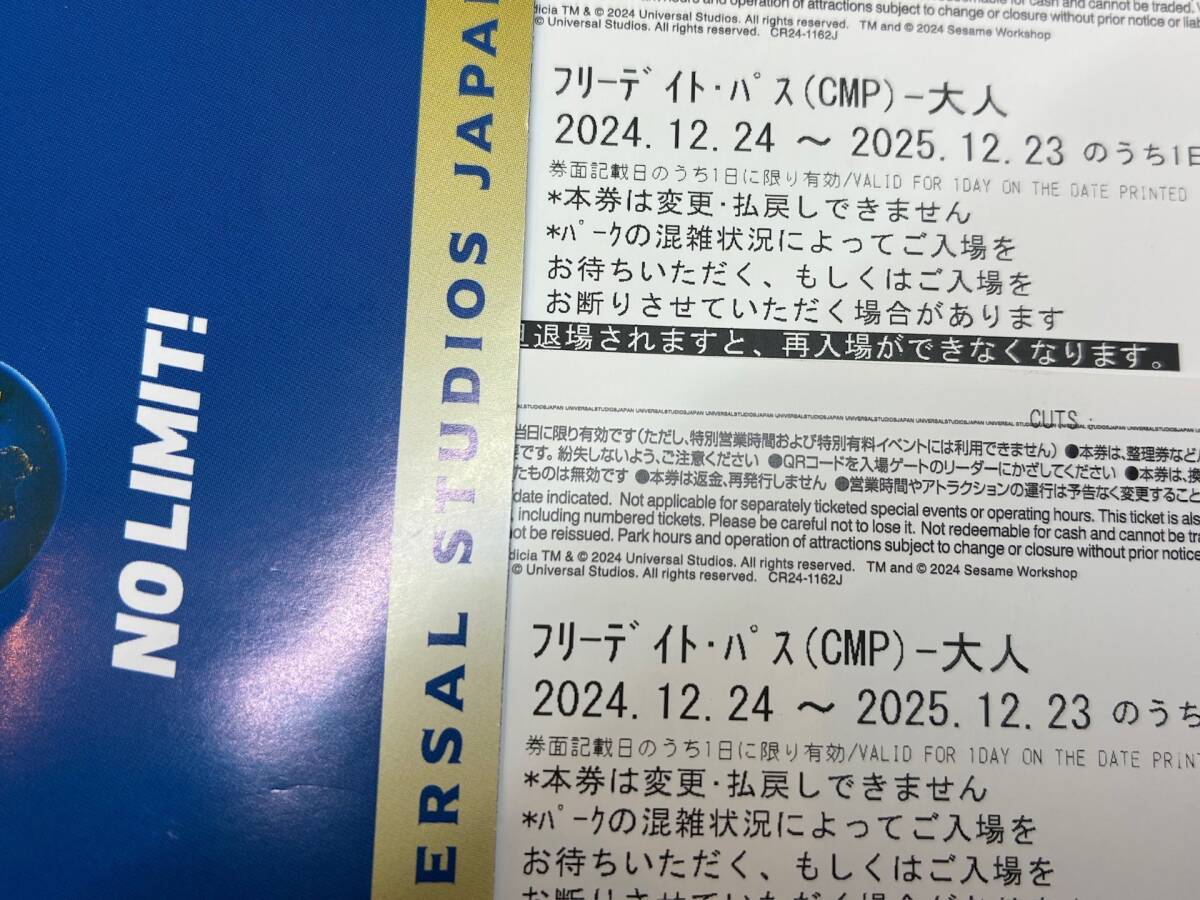 NO LIMIT!
ERSAL STUDIOS JAPAN
hours and operation of attractions subject to change or closure without prior notice or
dicia TM & © 2024 Universal Studios. All rights reserved. TM and © 2024 Sesame Workshop
© Universal Studios. All rights reserved. CR24-1162J
フリーデイト・パス(CMP)-大人
2024.12.24 ～ 2025.12.23 のうち1日
券面記載日のうち1日に限り有効/VALID FOR 1DAY ON THE DATE PRINTED
*本券は変更・払戻しできません
*パークの混雑状況によってご入場を
お待ちいただく、もしくはご入場を
お断りさせていただく場合があります
退場されますと、再入場ができなくなります。
CUTS
当日に限り有効です(ただし、特別営業時間および特別有料イベントには利用できません) ●本券は、整理券など
です。紛失しないよう、ご注意ください ●QRコードを入場ゲートのリーダーにかざしてください ●本券は、換
たものは無効です ●本券は返金、再発行しません ●営業時間やアトラクションの運行は予告なく変更すること
date indicated. Not applicable for separately ticketed special events or operating hours. This ticket is als
, including numbered tickets. Please be careful not to lose it. Not redeemable for cash and cannot be tra
not be reissued. Park hours and operation of attractions subject to change or closure without prior notice
dicia TM & © 2024 Universal Studios. All rights reserved. TM and © 2024 Sesame Workshop
© Universal Studios. All rights reserved. CR24-1162J
フリーデイト・パス(CMP)-大人
2024.12.24 ～ 2025.12.23 のうち
券面記載日のうち1日に限り有効/VALID FOR 1DAY ON THE DATE PRINT
*本券は変更・払戻しできません
*パークの混雑状況によってご入場を
お待ちいただく、もしくはご入場を
お断りさせていただく場合があり